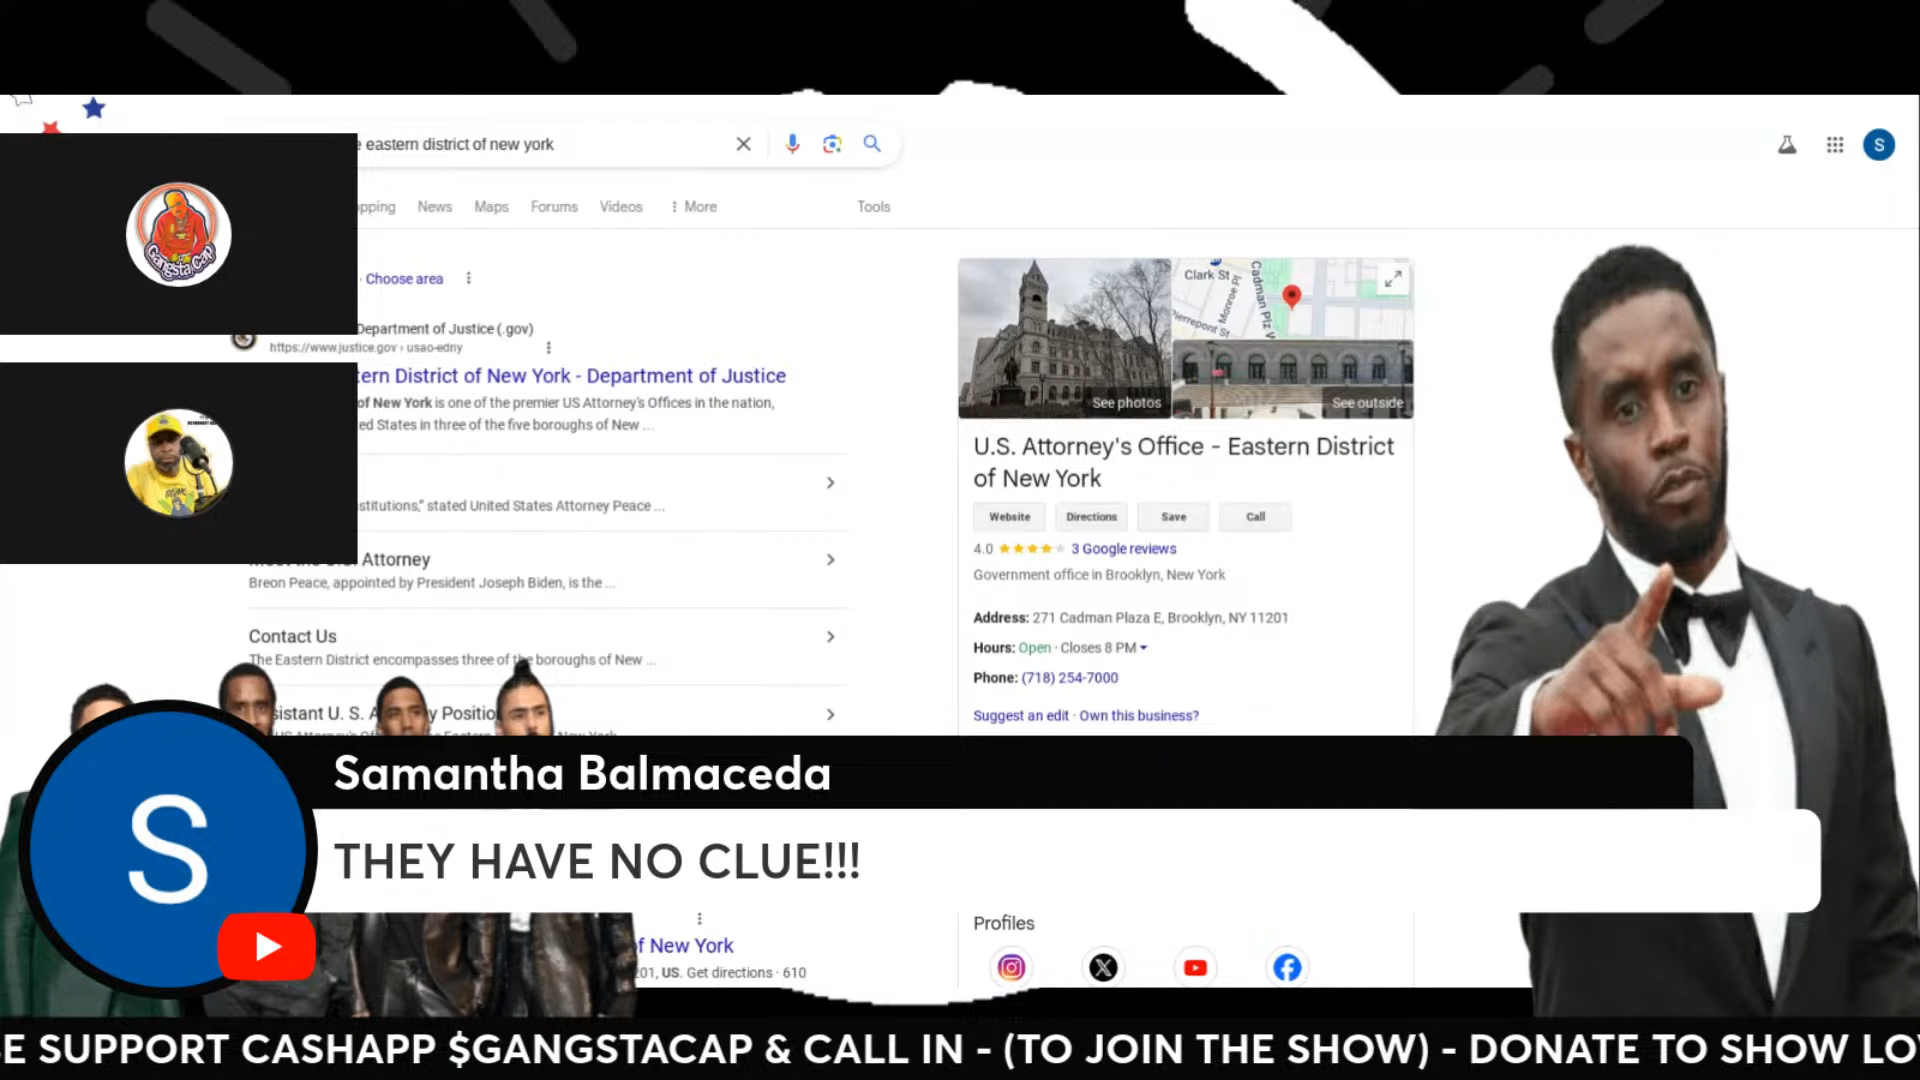 eastern district of new york
S
opping News Maps Forums Videos More Tools
Choose area
Department of Justice (.gov)
https://www.justice.gov › usao-edny
tern District of New York - Department of Justice
of New York is one of the premier US Attorney's Offices in the nation,
ed States in three of the five boroughs of New ...
stitutions," stated United States Attorney Peace ...
Attorney
Breon Peace, appointed by President Joseph Biden, is the ...
Contact Us
The Eastern District encompasses three of the boroughs of New ...
sistant U. S. A y Positio
Gangsta Cap
Clark St
Monroe Pl
Cadman Plz W
Pierrepont St
See photos
See outside
U.S. Attorney's Office - Eastern District
of New York
Website Directions Save Call
4.0 3 Google reviews
Government office in Brooklyn, New York
Address: 271 Cadman Plaza E, Brooklyn, NY 11201
Hours: Open · Closes 8 PM
Phone: (718) 254-7000
Suggest an edit · Own this business?
S
Samantha Balmaceda
THEY HAVE NO CLUE!!!
of New York
201, US. Get directions · 610
Profiles
E SUPPORT CASHAPP $GANGSTACAP & CALL IN - (TO JOIN THE SHOW) - DONATE TO SHOW LO